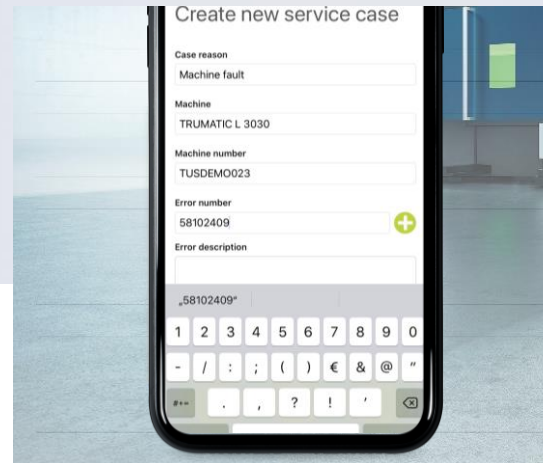 Create new service case
Case reason
Machine fault
Machine
TRUMATIC L 3030
Machine number
TUSDEMO023
Error number
58102409
Error description
„58102409“
1 2 3 4 5 6 7 8 9 0
- / : ; ( ) € & @ "
#+= . , ? ! '